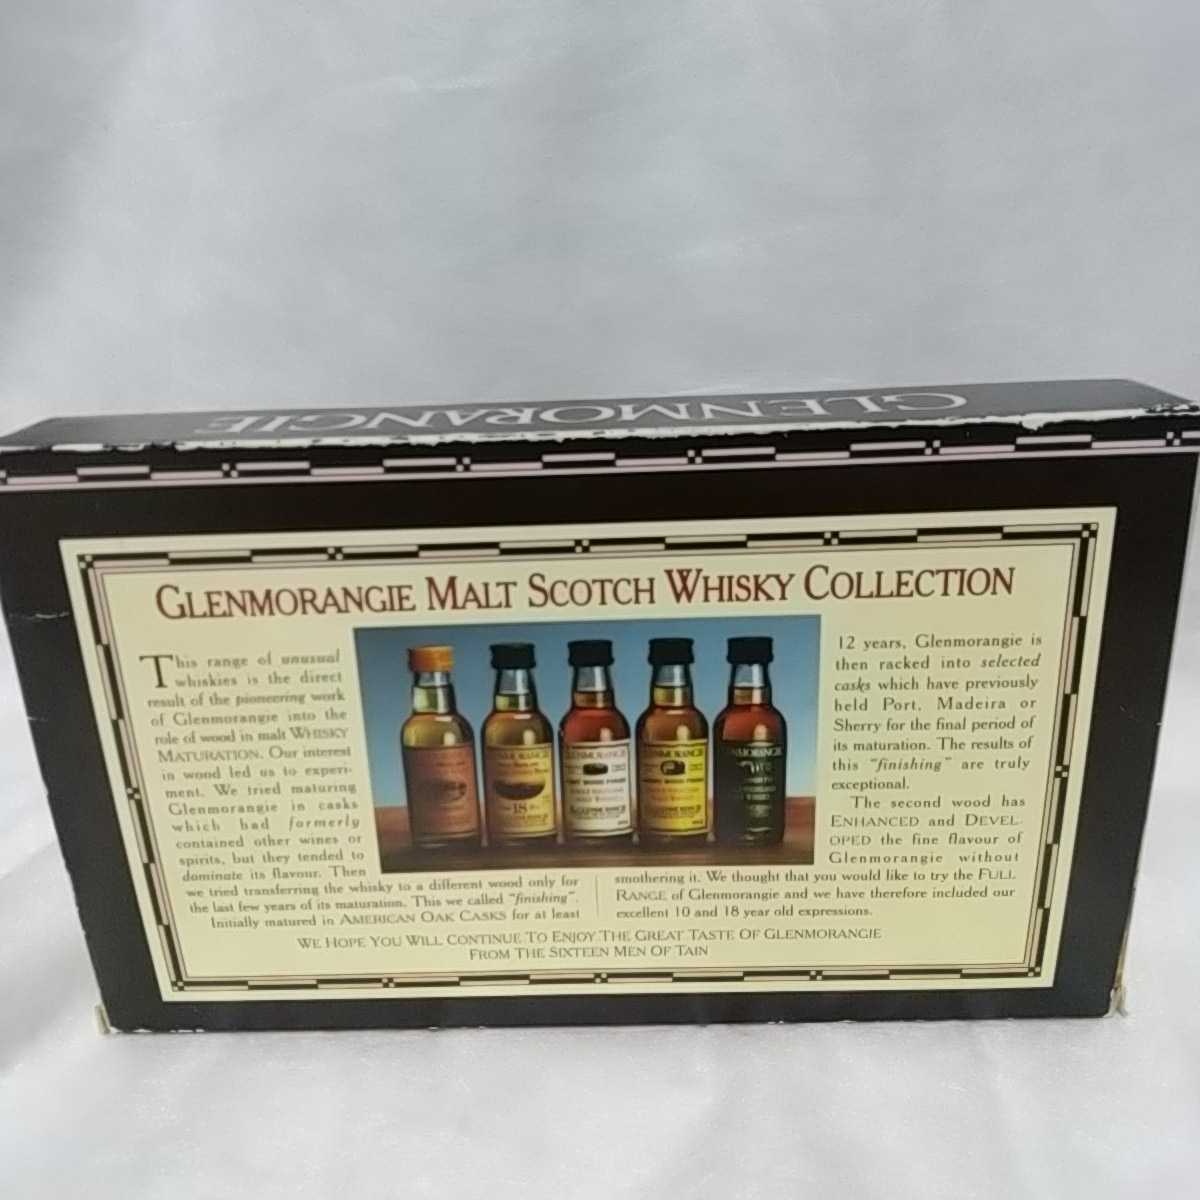 GLENMORANGIE
GLENMORANGIE MALT SCOTCH WHISKY COLLECTION
This range of unusual
whiskies is the direct
result of the pioneering work
of Glenmorangie into the
role of wood in malt WHISKY
MATURATION. Our interest
in wood led us to experi-
ment. We tried maturing
Glenmorangie in casks
which had formerly
contained other wines or
spirits, but they tended to
dominate its flavour. Then
we tried transferring the whisky to a different wood only for
the last few years of its maturation. This we called "finishing".
Initially matured in AMERICAN OAK CASKS for at least
12 years, Glenmorangie is
then racked into selected
casks which have previously
held Port, Madeira or
Sherry for the final period of
its maturation. The results of
this "finishing" are truly
exceptional.
The second wood has
ENHANCED and DEVEL-
OPED the fine flavour of
Glenmorangie without
smothering it. We thought that you would like to try the FULL
RANGE of Glenmorangie and we have therefore included our
excellent 10 and 18 year old expressions.
WE HOPE YOU WILL CONTINUE TO ENJOY THE GREAT TASTE OF GLENMORANGIE
FROM THE SIXTEEN MEN OF TAIN
GLENMORANGIE
18
GLENMORANGIE
PORT WOOD FINISH
GLENMORANGIE
GLENMORANGIE